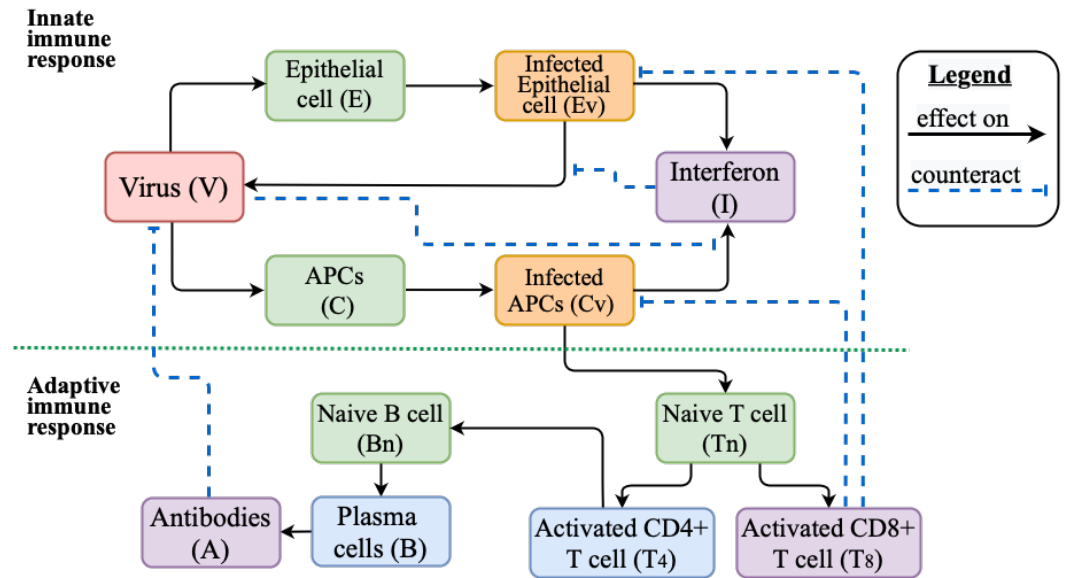 Innate
immune
response
Epithelial
cell (E)
Infected
Epithelial
cell (Ev)
Legend
effect on
counteract
Virus (V)
Interferon
(I)
APCs
(C)
Infected
APCs (Cv)
Adaptive
immune
response
Naive B cell
(Bn)
Naive T cell
(Tn)
Antibodies
(A)
Plasma
cells (B)
Activated CD4+
T cell (T4)
Activated CD8+
T cell (T8)